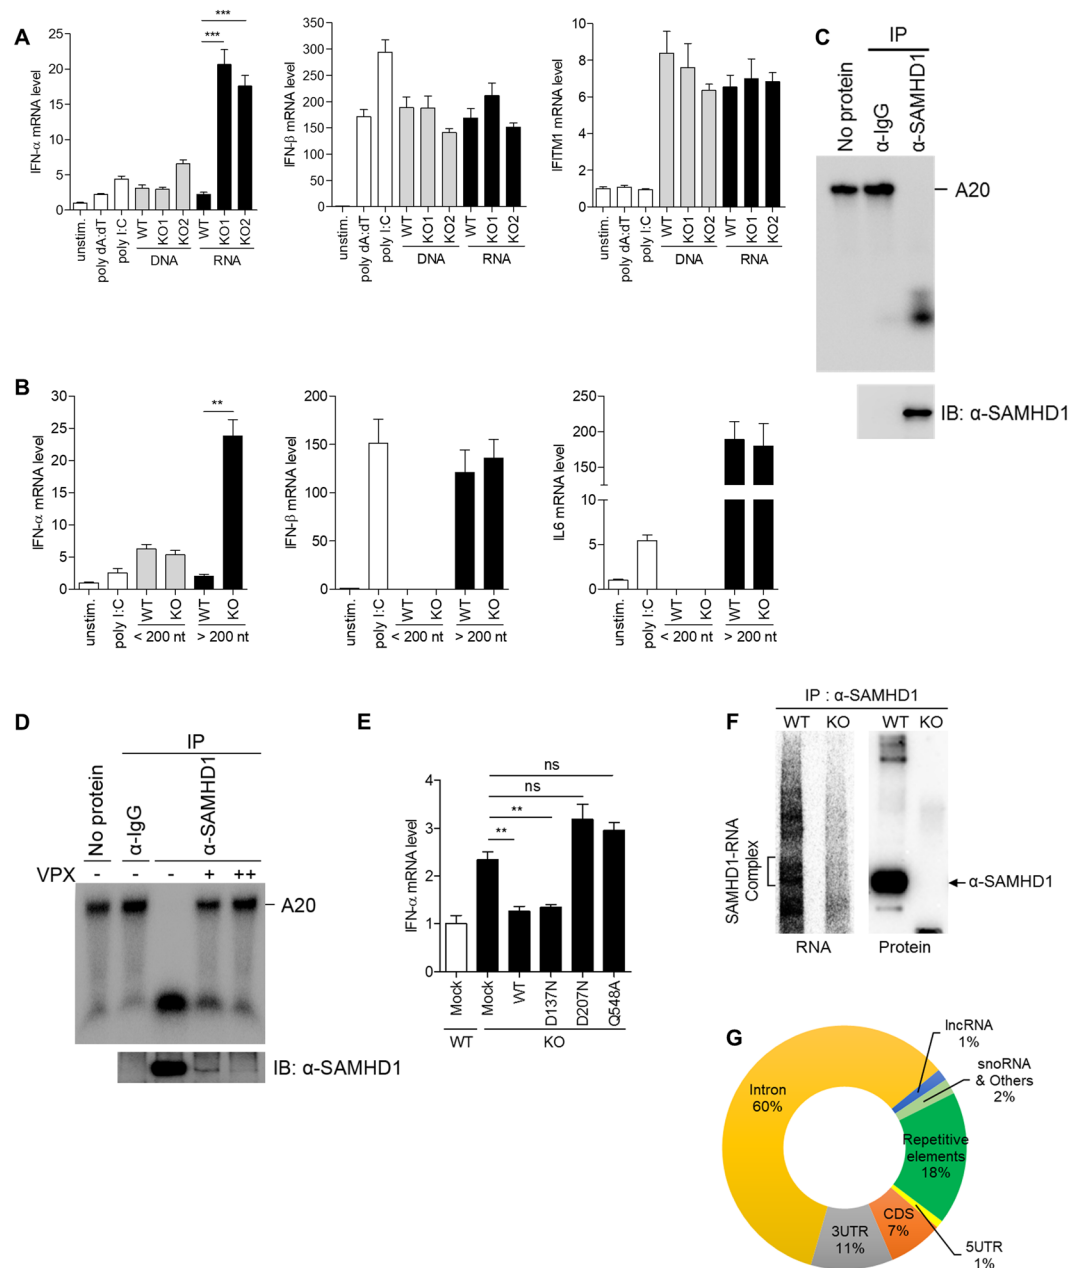 A
IFN-α mRNA level
25
20
15
10
5
0
***
***
unstim.
poly dA:dT
poly I:C
WT
KO1
KO2
WT
KO1
KO2
DNA
RNA
IFN-β mRNA level
350
300
250
200
150
100
50
0
unstim.
poly dA:dT
poly I:C
WT
KO1
KO2
WT
KO1
KO2
DNA
RNA
IFITM1 mRNA level
10
8
6
4
2
0
unstim.
poly dA:dT
poly I:C
WT
KO1
KO2
WT
KO1
KO2
DNA
RNA
C
IP
No protein
α-IgG
α-SAMHD1
A20
IB: α-SAMHD1
B
IFN-α mRNA level
30
25
20
15
10
5
0
**
unstim.
poly I:C
WT
KO
WT
KO
< 200 nt
> 200 nt
IFN-β mRNA level
200
150
100
50
0
unstim.
poly I:C
WT
KO
WT
KO
< 200 nt
> 200 nt
IL6 mRNA level
250
200
150
10
5
0
unstim.
poly I:C
WT
KO
WT
KO
< 200 nt
> 200 nt
D
IP
No protein
α-IgG
α-SAMHD1
VPX - - - + ++
A20
IB: α-SAMHD1
E
IFN-α mRNA level
4
3
2
1
0
ns
ns
**
**
Mock
Mock
WT
D137N
D207N
Q548A
WT
KO
F
IP : α-SAMHD1
WT KO WT KO
SAMHD1-RNA
Complex
α-SAMHD1
RNA
Protein
G
lncRNA
1%
snoRNA
& Others
2%
Intron
60%
Repetitive
elements
18%
CDS
7%
3UTR
11%
5UTR
1%